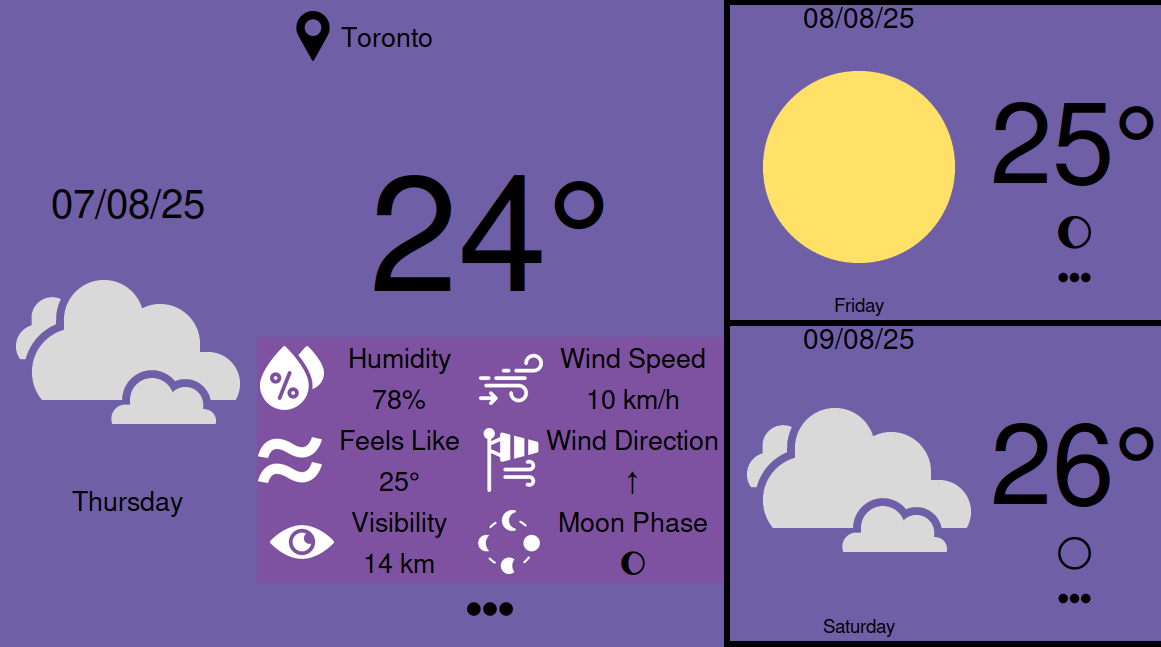 Toronto
07/08/25
24°
Thursday
Humidity
78%
Wind Speed
10 km/h
Feels Like
25°
Wind Direction
↑
Visibility
14 km
Moon Phase
08/08/25
25°
Friday
09/08/25
26°
Saturday